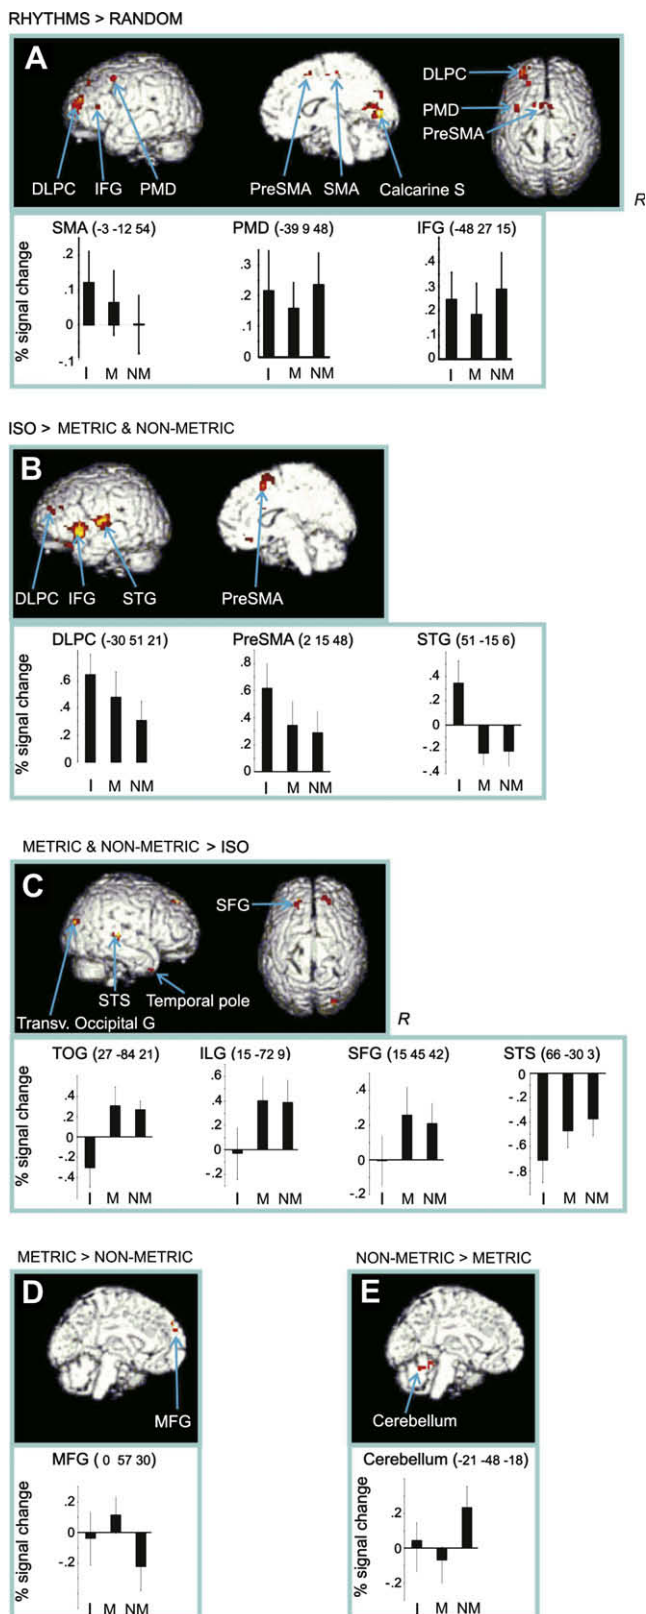 RHYTHMS > RANDOM
A
DLPC
PMD
PreSMA
DLPC IFG PMD
PreSMA SMA Calcarine S
R
SMA (-3 -12 54) PMD (-39 9 48) IFG (-48 27 15)
% signal change
.2
.1
0
-.1
I M NM
0.3
.2
.1
0
I M NM
0.4
.3
.2
.1
0
I M NM
ISO > METRIC & NON-METRIC
B
DLPC IFG STG
PreSMA
DLPC (-30 51 21) PreSMA (2 15 48) STG (51 -15 6)
% signal change
.6
.4
.2
0
I M NM
0.8
.6
.4
.2
0
I M NM
0.4
.2
0
-.2
-.4
I M NM
METRIC & NON-METRIC > ISO
C
SFG
STS Temporal pole
Transv. Occipital G
R
TOG (27 -84 21) ILG (15 -72 9) SFG (15 45 42) STS (66 -30 3)
% signal change
.4
.2
0
-.2
-.4
I M NM
0.6
.4
.2
0
-.2
I M NM
0.4
.2
0
.2
I M NM
0
-.2
-.4
-.6
-.8
I M NM
METRIC > NON-METRIC
D
MFG
MFG ( 0 57 30)
% signal change
.2
0
-.2
I M NM
NON-METRIC > METRIC
E
Cerebellum
Cerebellum (-21 -48 -18)
% signal change
.2
0
-.2
I M NM